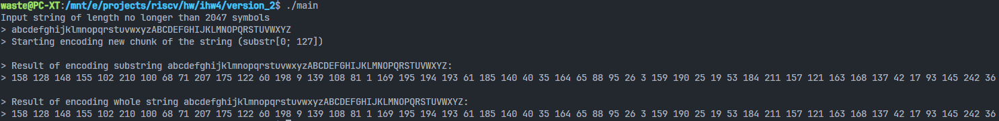 waste@PC-XT:/mnt/e/projects/riscv/hw/ihw4/version_2$ ./main
Input string of length no longer than 2047 symbols
> abcdefghijklmnopqrstuvwxyzABCDEFGHIJKLMNOPQRSTUVWXYZ
> Starting encoding new chunk of the string (substr[0; 127])
> Result of encoding substring abcdefghijklmnopqrstuvwxyzABCDEFGHIJKLMNOPQRSTUVWXYZ:
> 158 128 148 155 102 210 100 68 71 207 175 122 60 198 9 139 108 81 1 169 195 194 193 61 185 140 40 35 164 65 88 95 26 3 159 190 25 19 53 184 211 157 121 163 168 137 42 17 93 145 242 36
> Result of encoding whole string abcdefghijklmnopqrstuvwxyzABCDEFGHIJKLMNOPQRSTUVWXYZ:
> 158 128 148 155 102 210 100 68 71 207 175 122 60 198 9 139 108 81 1 169 195 194 193 61 185 140 40 35 164 65 88 95 26 3 159 190 25 19 53 184 211 157 121 163 168 137 42 17 93 145 242 36